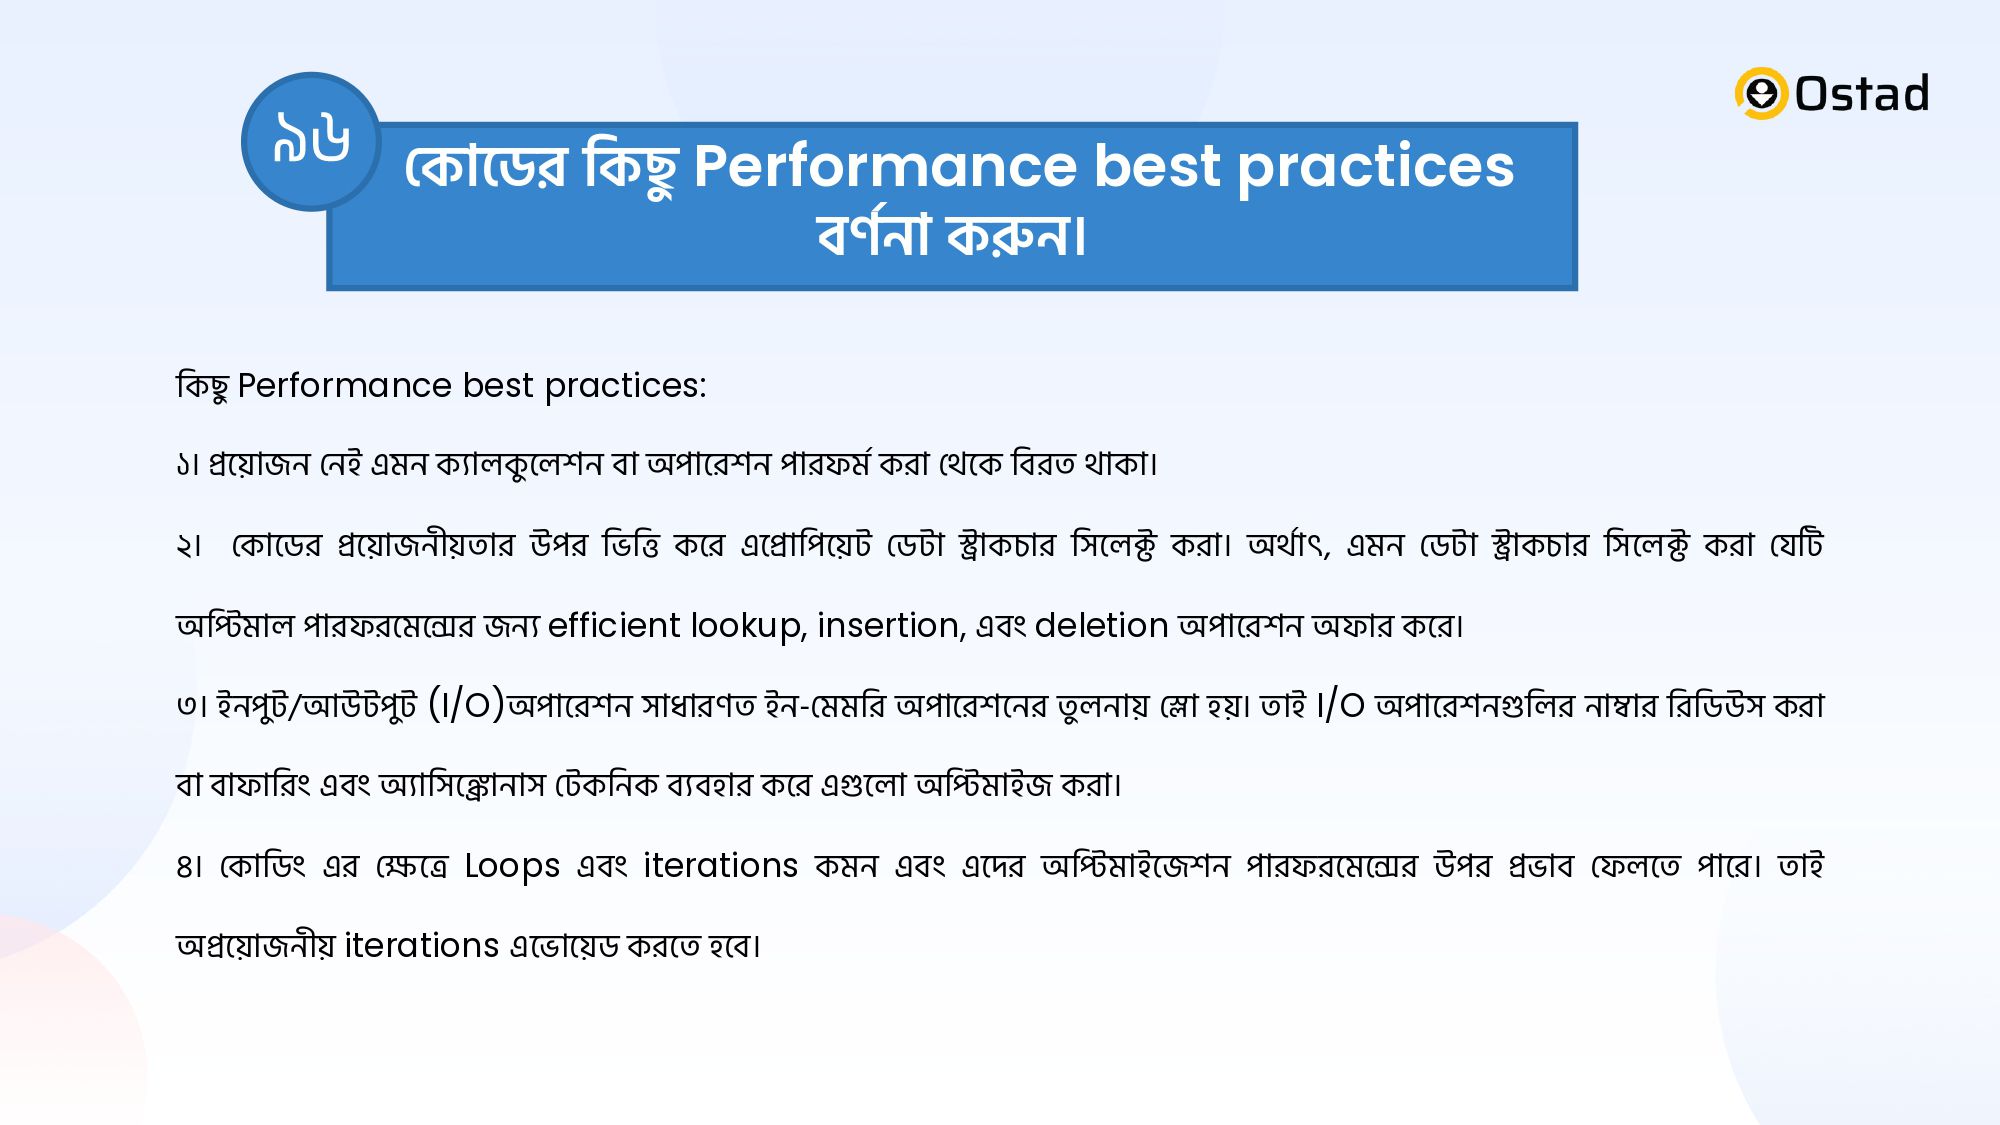 Ostad
১৬
কোডের কিছু Performance best practices
বর্ণনা করুন।
কিছু Performance best practices:
১। প্রয়োজন নেই এমন ক্যালকুলেশন বা অপারেশন পারফর্ম করা থেকে বিরত থাকা।
২। কোডের প্রয়োজনীয়তার উপর ভিত্তি করে এপ্রোপিয়েট ডেটা স্ট্রাকচার সিলেক্ট করা। অর্থাৎ, এমন ডেটা স্ট্রাকচার সিলেক্ট করা যেটি
অপ্টিমাল পারফরমেন্সের জন্য efficient lookup, insertion, এবং deletion অপারেশন অফার করে।
৩। ইনপুট/আউটপুট (I/O)অপারেশন সাধারণত ইন-মেমরি অপারেশনের তুলনায় স্লো হয়। তাই I/O অপারেশনগুলির নাম্বার রিডিউস করা
বা বাফারিং এবং অ্যাসিঙ্ক্রোনাস টেকনিক ব্যবহার করে এগুলো অপ্টিমাইজ করা।
৪। কোডিং এর ক্ষেত্রে Loops এবং iterations কমন এবং এদের অপ্টিমাইজেশন পারফরমেন্সের উপর প্রভাব ফেলতে পারে। তাই
অপ্রয়োজনীয় iterations এভোয়েড করতে হবে।